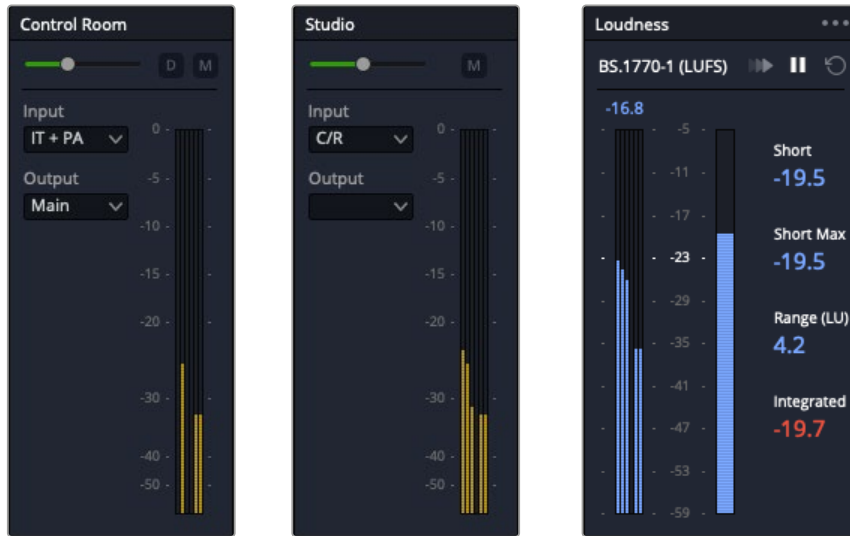 Control Room
D M
Input
IT + PA
Output
Main
0
-5
-10
-15
-20
-30
-40
-50
Studio
M
Input
C/R
Output
0
-5
-10
-15
-20
-30
-40
-50
Loudness
BS.1770-1 (LUFS)
-16.8
-5
-11
-17
-23
-29
-35
-41
-47
-53
-59
Short
-19.5
Short Max
-19.5
Range (LU)
4.2
Integrated
-19.7